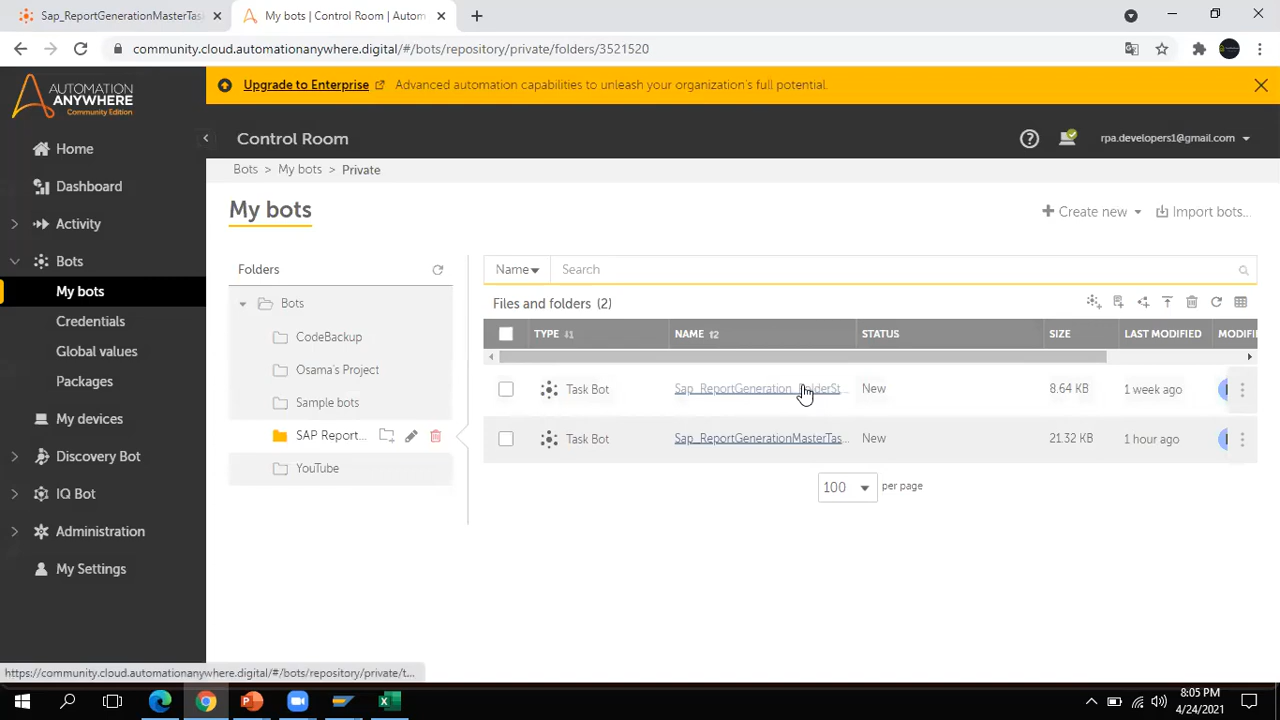 Sap_ReportGenerationMasterTas
My bots | Control Room | Autom
community.cloud.automationanywhere.digital/#/bots/repository/private/folders/3521520
AUTOMATION
ANYWHERE
Community Edition
Upgrade to Enterprise
Advanced automation capabilities to unleash your organization's full potential.
Control Room
rpa.developers1@gmail.com
Home
Dashboard
Activity
Bots
My bots
Credentials
Global values
Packages
My devices
Discovery Bot
IQ Bot
Administration
My Settings
Bots > My bots > Private
My bots
Create new
Import bots...
Folders
Bots
CodeBackup
Osama's Project
Sample bots
SAP Report...
YouTube
Name
Search
Files and folders (2)
TYPE
NAME
STATUS
SIZE
LAST MODIFIED
MODIFI
Task Bot
Sap_ReportGeneration_FolderSt...
New
8.64 KB
1 week ago
Task Bot
Sap_ReportGenerationMasterTas...
New
21.32 KB
1 hour ago
100
per page
https://community.cloud.automationanywhere.digital/#/bots/repository/private/t...
8:05 PM
4/24/2021